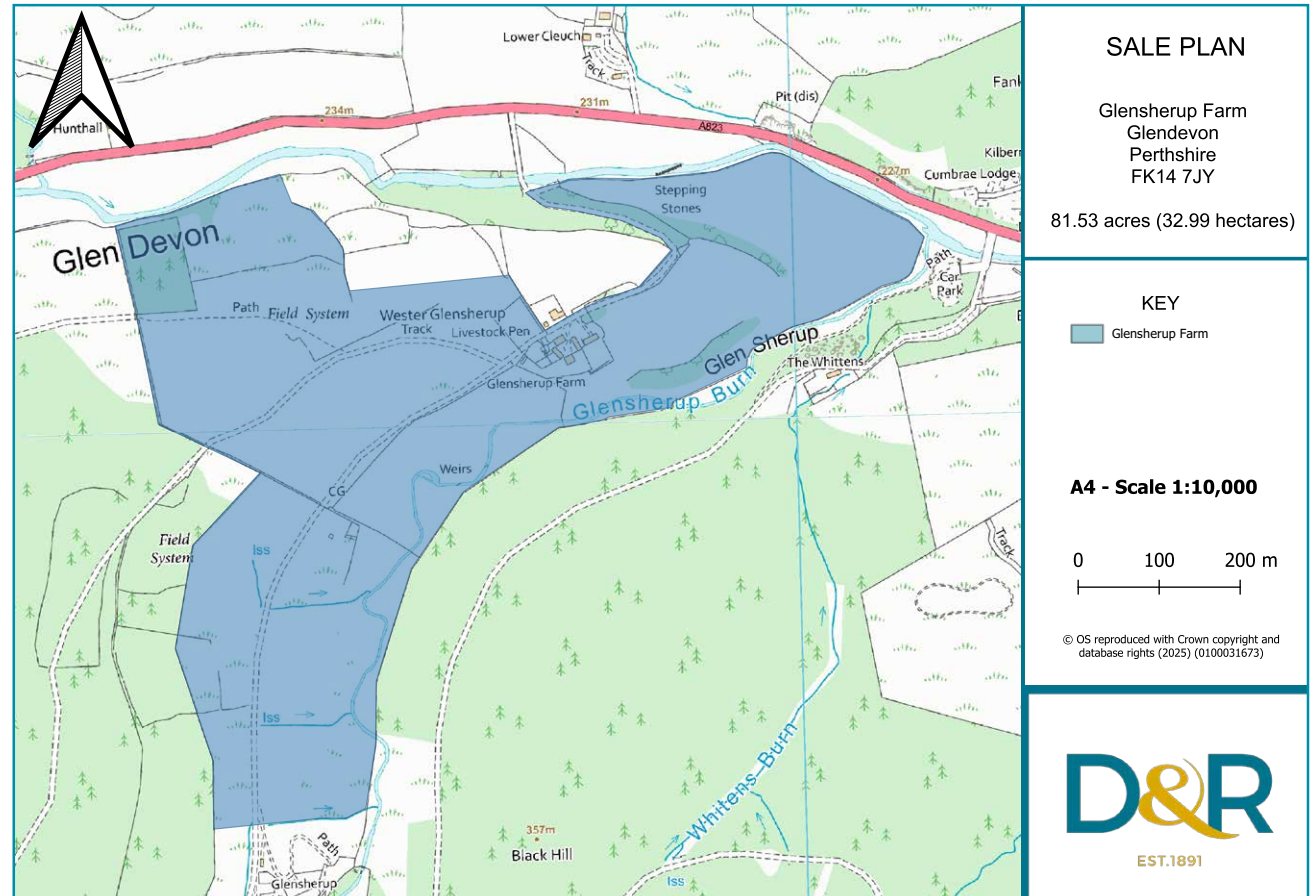 Lower Cleuch
Track
Fank
Pit (dis)
234m
231m
A823
Hunthall
227m
Kilbern
Cumbrae Lodge
Stepping
Stones
Glen Devon
Path
Car
Park
Path
Field System
Wester Glensherup
Track
Livestock Pen
Glen Sherup
The Whittens
Glensherup Farm
Glensherup Burn
Weirs
CG
Field
System
Iss
Track
Iss
Whitens Burn
357m
Black Hill
Path
Glensherup
Iss
SALE PLAN
Glensherup Farm
Glendevon
Perthshire
FK14 7JY
81.53 acres (32.99 hectares)
KEY
Glensherup Farm
A4 - Scale 1:10,000
0 100 200 m
© OS reproduced with Crown copyright and
database rights (2025) (0100031673)
D&R
EST.1891